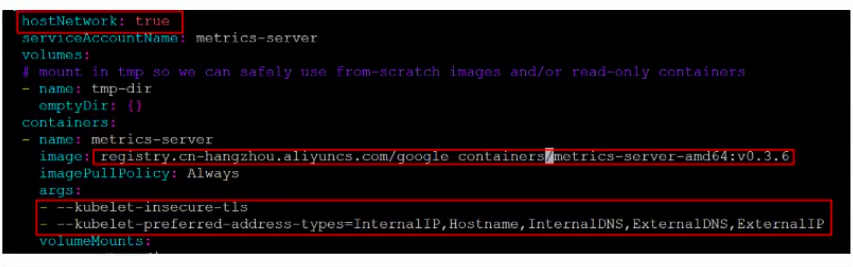 hostNetwork: true
serviceAccountName: metrics-server
volumes:
# mount in tmp so we can safely use from-scratch images and/or read-only containers
- name: tmp-dir
emptyDir: {}
containers:
- name: metrics-server
image: registry.cn-hangzhou.aliyuncs.com/google_containers/metrics-server-amd64:v0.3.6
imagePullPolicy: Always
args:
- --kubelet-insecure-tls
- --kubelet-preferred-address-types=InternalIP,Hostname,InternalDNS,ExternalDNS,ExternalIP
volumeMounts: